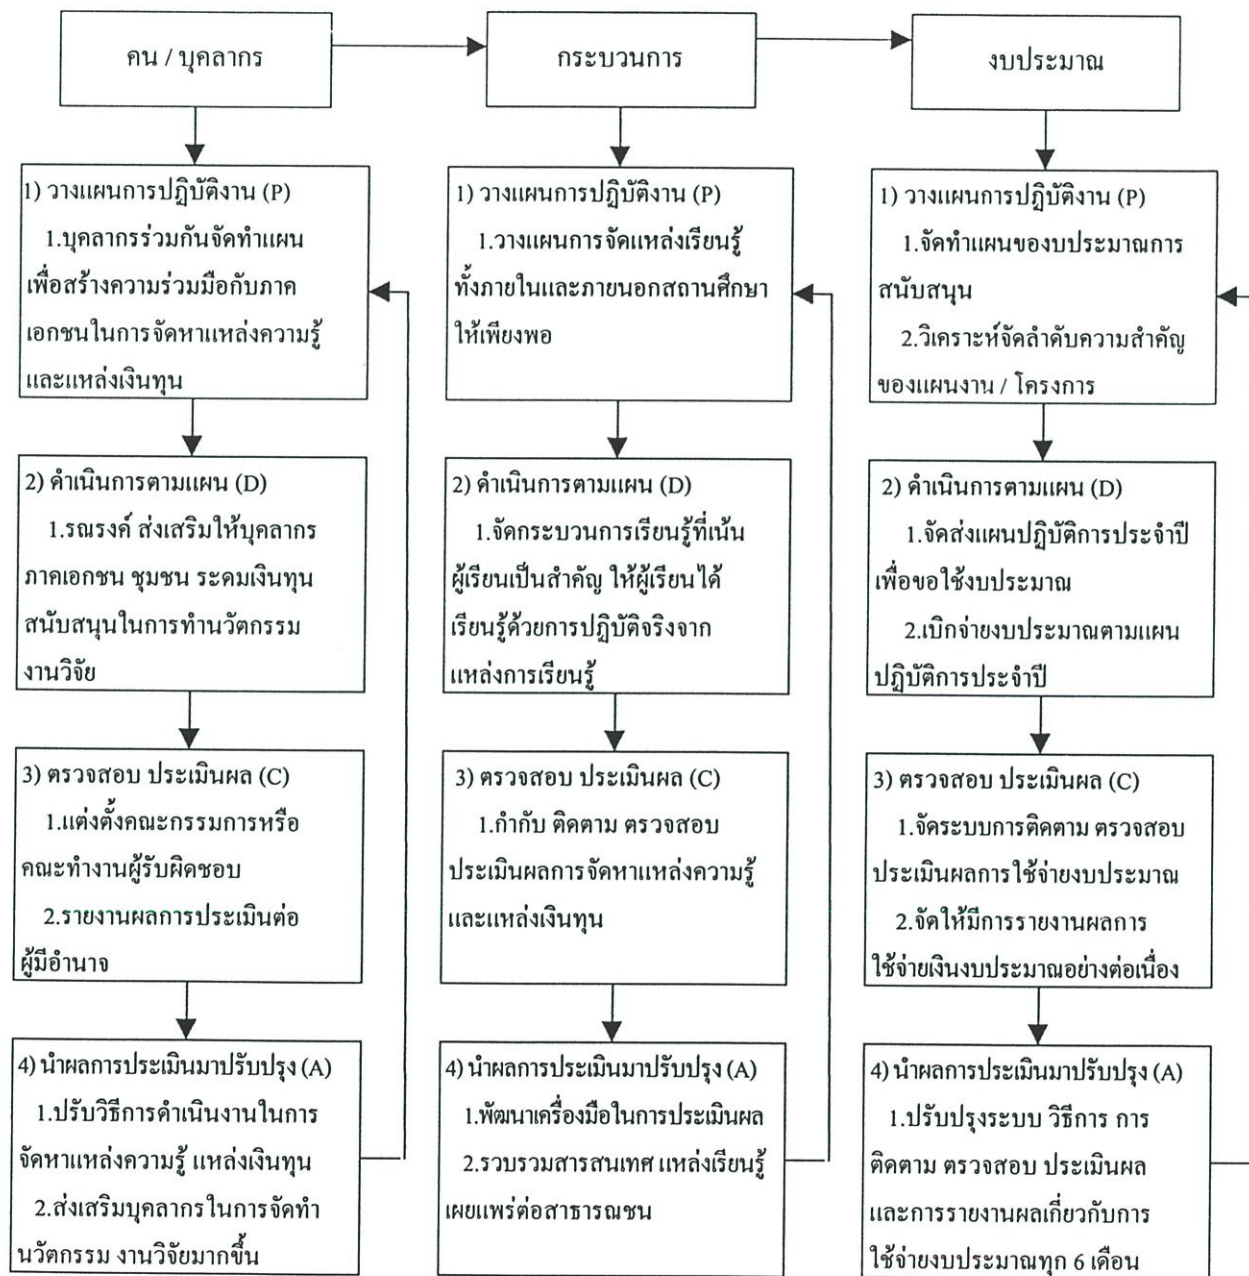 คน / บุคลากร
กระบวนการ
งบประมาณ
1) วางแผนการปฏิบัติงาน (P)
1.บุคลากรร่วมกันจัดทำแผน
เพื่อสร้างความร่วมมือกับภาค
เอกชนในการจัดหาแหล่งความรู้
และแหล่งเงินทุน
2) ดำเนินการตามแผน (D)
1.รณรงค์ ส่งเสริมให้บุคลากร
ภาคเอกชน ชุมชน ระดมเงินทุน
สนับสนุนในการทำนวัตกรรม
งานวิจัย
3) ตรวจสอบ ประเมินผล (C)
1.แต่งตั้งคณะกรรมการหรือ
คณะทำงานผู้รับผิดชอบ
2.รายงานผลการประเมินต่อ
ผู้มีอำนาจ
4) นำผลการประเมินมาปรับปรุง (A)
1.ปรับวิธีการดำเนินงานในการ
จัดหาแหล่งความรู้ แหล่งเงินทุน
2.ส่งเสริมบุคลากรในการจัดทำ
นวัตกรรม งานวิจัยมากขึ้น
1) วางแผนการปฏิบัติงาน (P)
1.วางแผนการจัดแหล่งเรียนรู้
ทั้งภายในและภายนอกสถานศึกษา
ให้เพียงพอ
2) ดำเนินการตามแผน (D)
1.จัดกระบวนการเรียนรู้ที่เน้น
ผู้เรียนเป็นสำคัญ ให้ผู้เรียนได้
เรียนรู้ด้วยการปฏิบัติจริงจาก
แหล่งการเรียนรู้
3) ตรวจสอบ ประเมินผล (C)
1.กำกับ ติดตาม ตรวจสอบ
ประเมินผลการจัดหาแหล่งความรู้
และแหล่งเงินทุน
4) นำผลการประเมินมาปรับปรุง (A)
1.พัฒนาเครื่องมือในการประเมินผล
2.รวบรวมสารสนเทศ แหล่งเรียนรู้
เผยแพร่ต่อสาธารณชน
1) วางแผนการปฏิบัติงาน (P)
1.จัดทำแผนของบประมาณการ
สนับสนุน
2.วิเคราะห์จัดลำดับความสำคัญ
ของแผนงาน / โครงการ
2) ดำเนินการตามแผน (D)
1.จัดส่งแผนปฏิบัติการประจำปี
เพื่อขอใช้งบประมาณ
2.เบิกจ่ายงบประมาณตามแผน
ปฏิบัติการประจำปี
3) ตรวจสอบ ประเมินผล (C)
1.จัดระบบการติดตาม ตรวจสอบ
ประเมินผลการใช้จ่ายงบประมาณ
2.จัดให้มีการรายงานผลการ
ใช้จ่ายเงินงบประมาณอย่างต่อเนื่อง
4) นำผลการประเมินมาปรับปรุง (A)
1.ปรับปรุงระบบ วิธีการ การ
ติดตาม ตรวจสอบ ประเมินผล
และการรายงานผลเกี่ยวกับการ
ใช้จ่ายงบประมาณทุก 6 เดือน